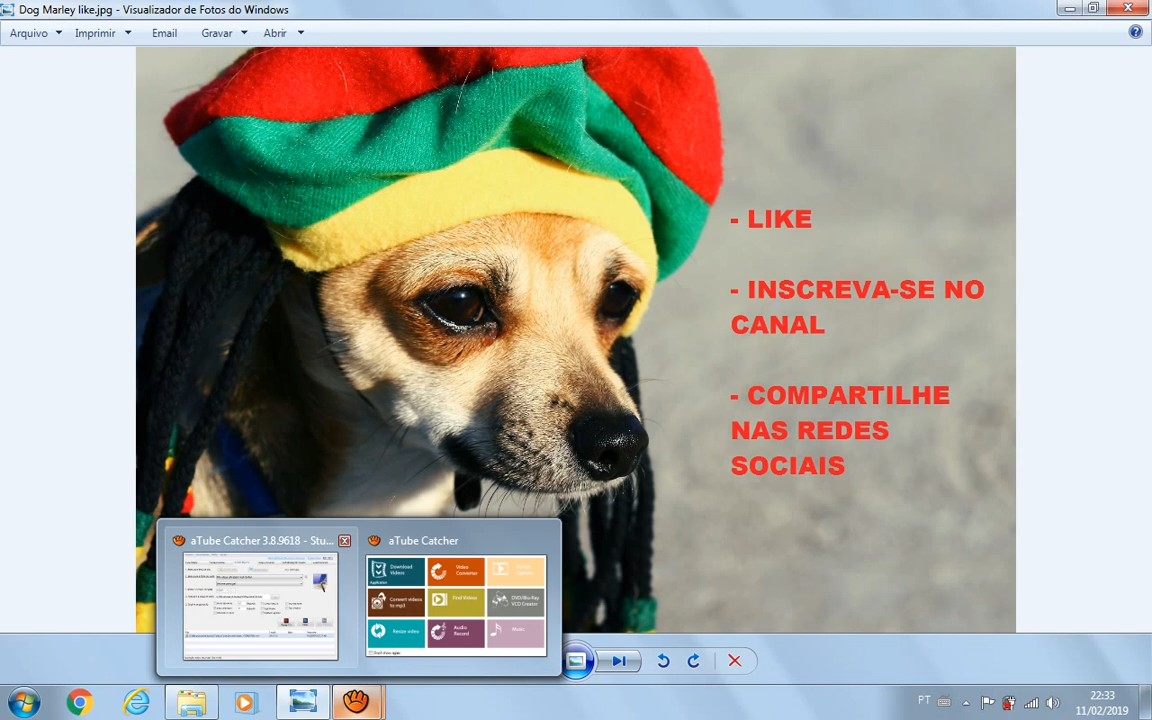 Dog Marley like.jpg - Visualizador de Fotos do Windows
Arquivo Imprimir Email Gravar Abrir
- LIKE
- INSCREVA-SE NO
CANAL
- COMPARTILHE
NAS REDES
SOCIAIS
aTube Catcher 3.8.9618 - Stu... aTube Catcher
Download
Videos
Application
Video
Converter
Convert videos
to mp3
Find Videos
DVD/Blu-Ray
VCD Creator
Resize video
Audio
Record
Music
PT
22:33
11/02/2019